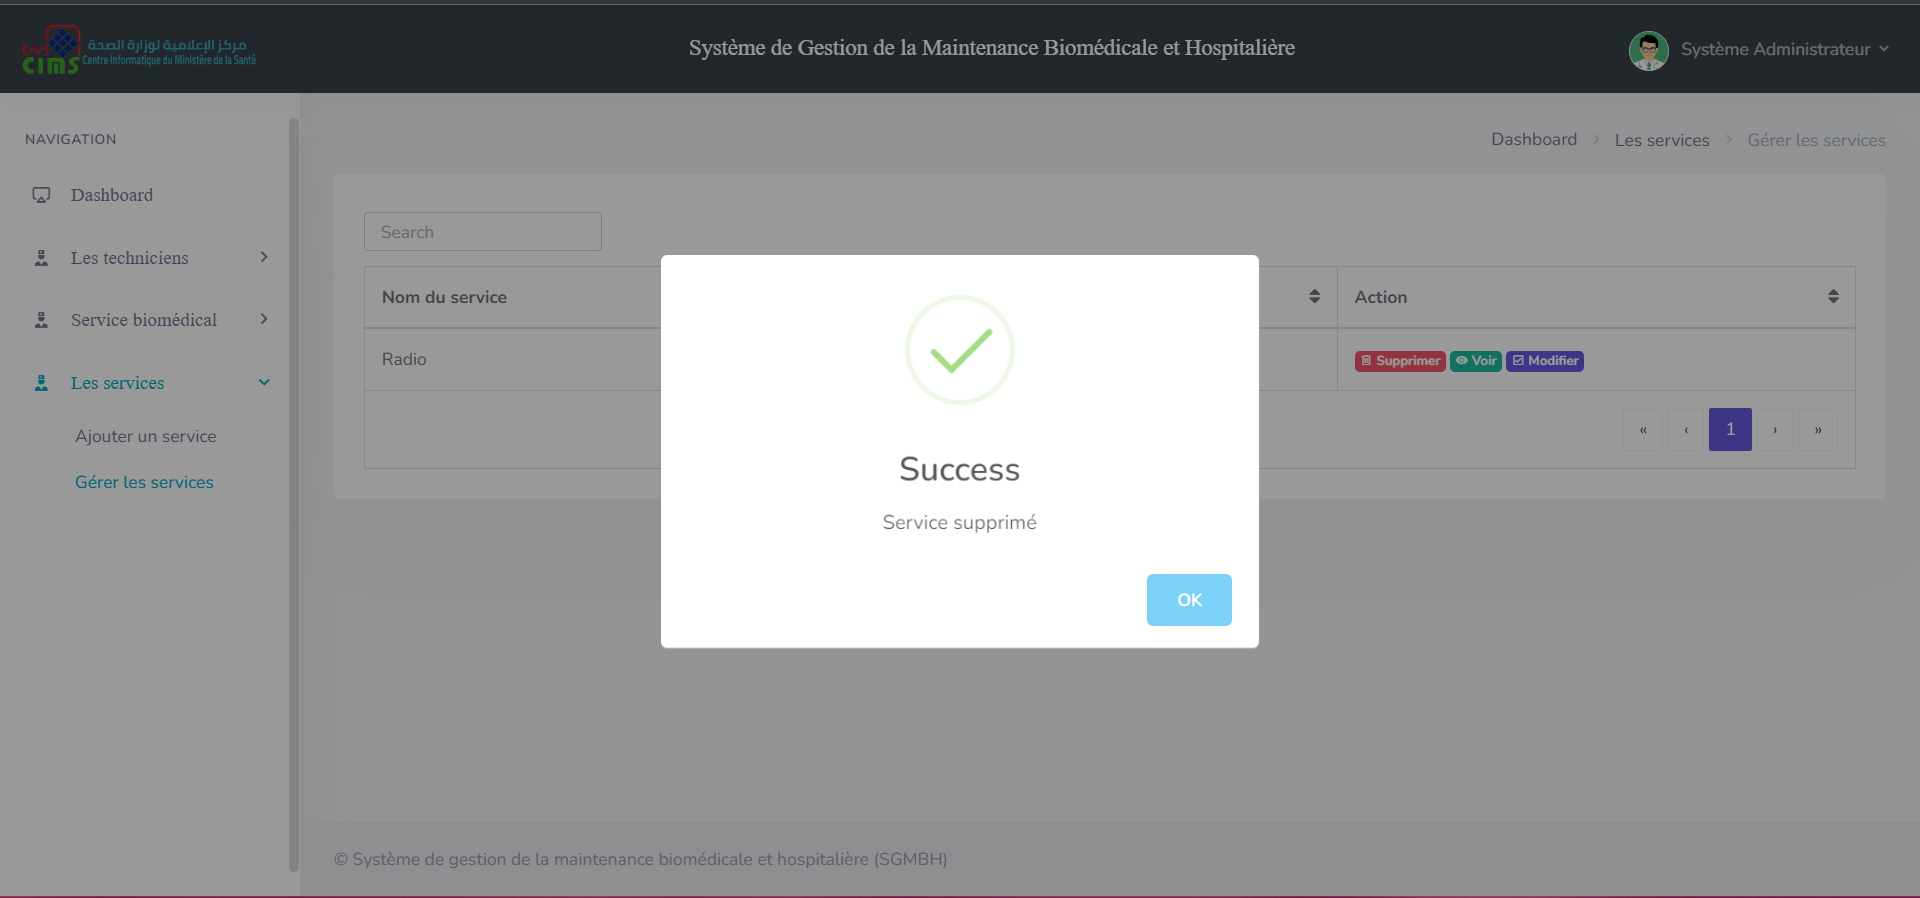 مركز الإعلامية لوزارة الصحة
Centre Informatique du Ministère de la Santé
CIMS
Système de Gestion de la Maintenance Biomédicale et Hospitalière
Système Administrateur
NAVIGATION
Dashboard
Les techniciens
Service biomédical
Les services
Ajouter un service
Gérer les services
Dashboard > Les services > Gérer les services
Search
Nom du service
Action
Radio
Supprimer Voir Modifier
« ‹ 1 › »
Success
Service supprimé
OK
© Système de gestion de la maintenance biomédicale et hospitalière (SGMBH)